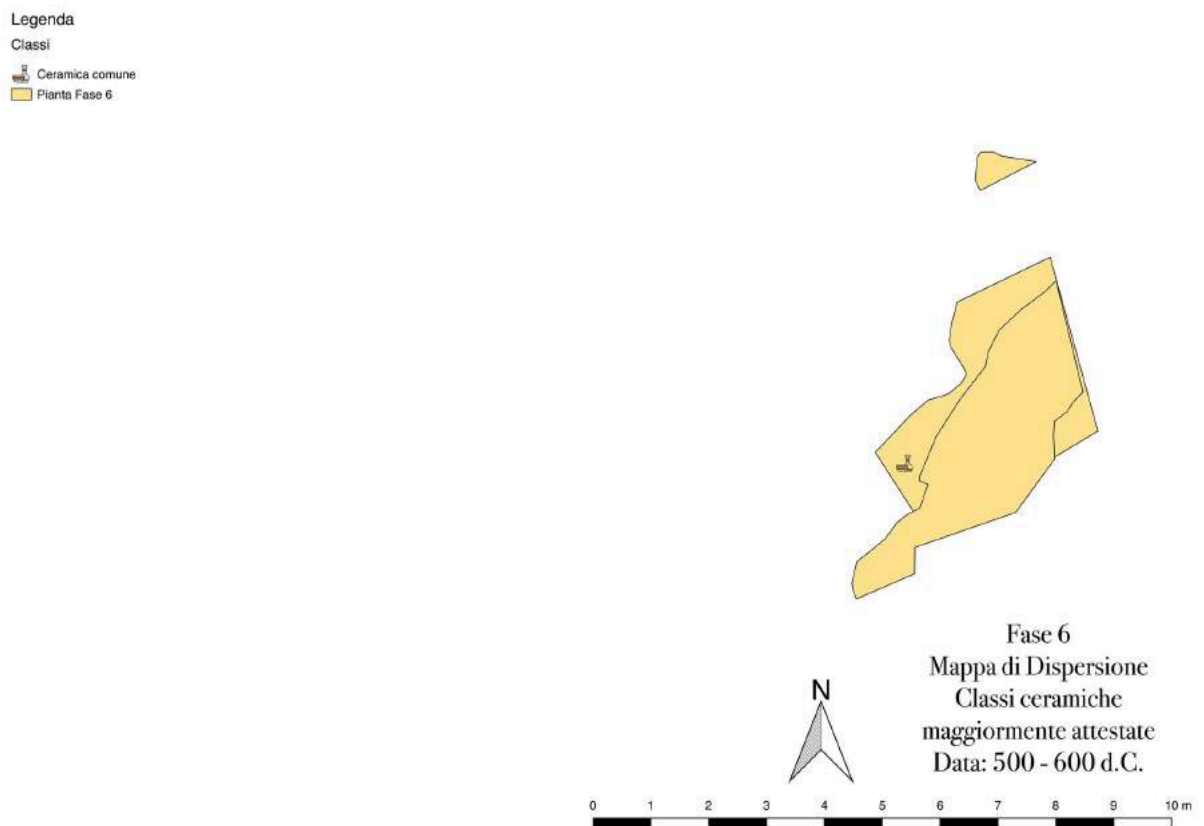 Legenda
Classi
Ceramica comune
Pianta Fase 6
Fase 6
Mappa di Dispersione
Classi ceramiche
maggiormente attestate
Data: 500 - 600 d.C.
N
0 1 2 3 4 5 6 7 8 9 10 m